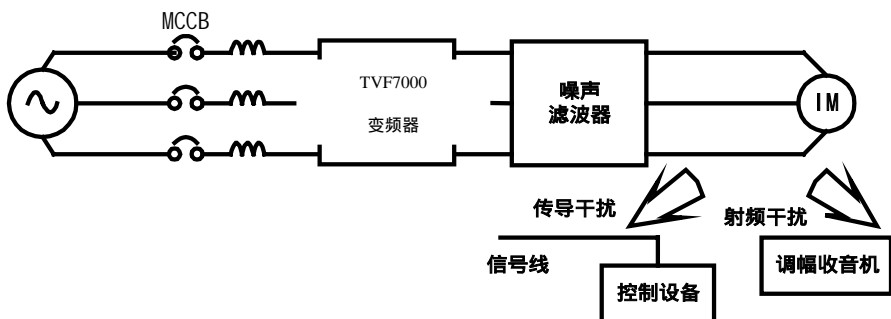 MCCB
TVF7000
变频器
噪声
滤波器
IM
传导干扰
射频干扰
信号线
控制设备
调幅收音机